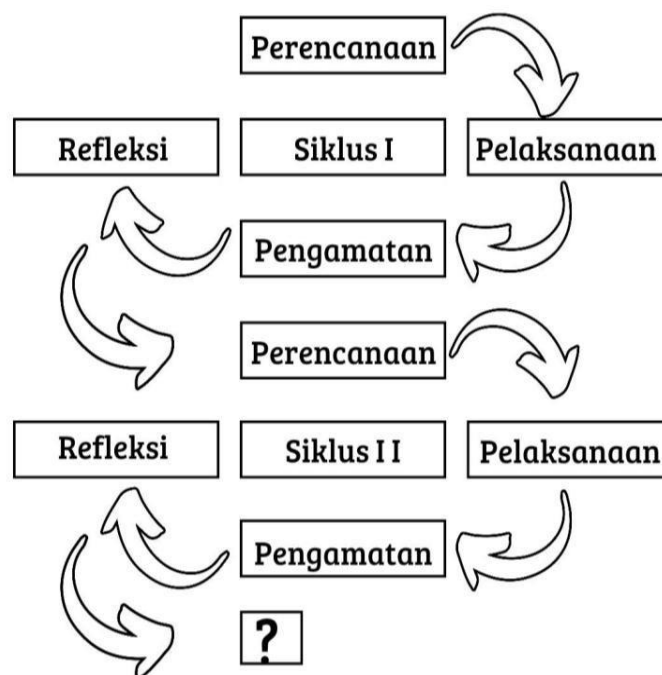 Perencanaan
Refleksi
Siklus I
Pelaksanaan
Pengamatan
Perencanaan
Refleksi
Siklus I I
Pelaksanaan
Pengamatan
?